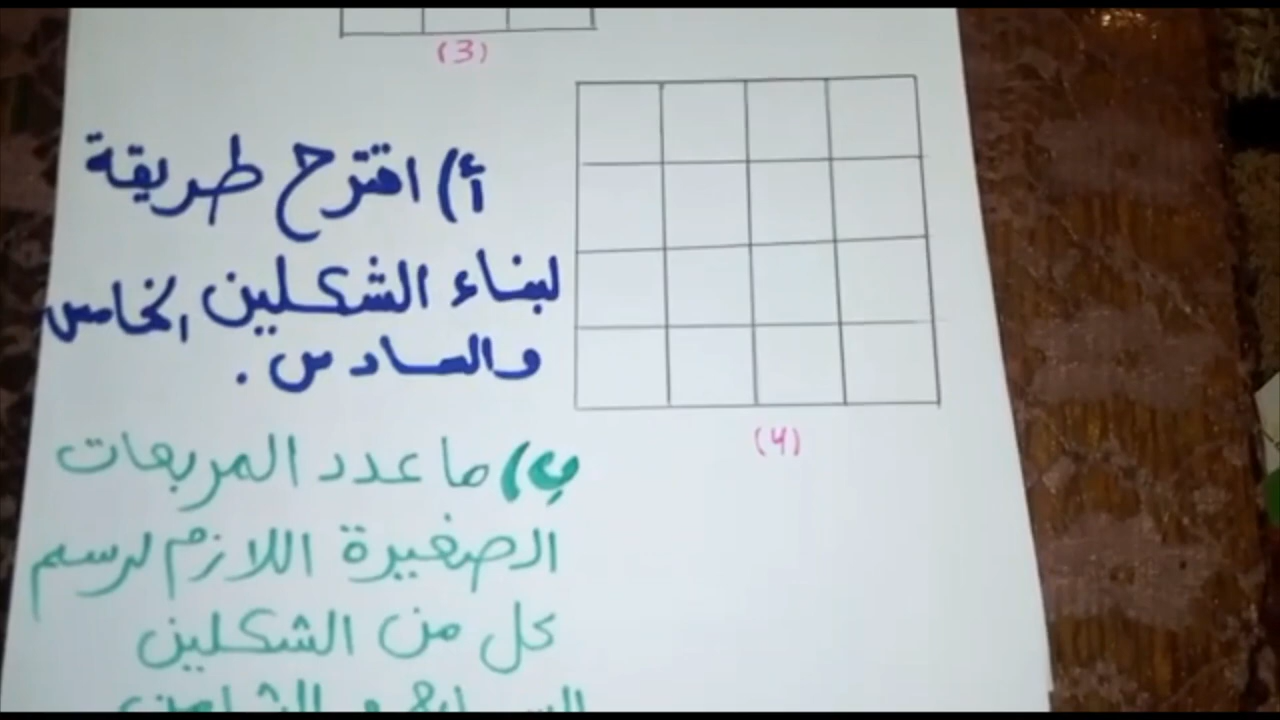 (3)
أ) اقترح طريقة
لبناء الشكلين الخامس
والسادس .
(4)
ب) ما عدد المربعات
الصغيرة اللازم لرسم
كل من الشكلين